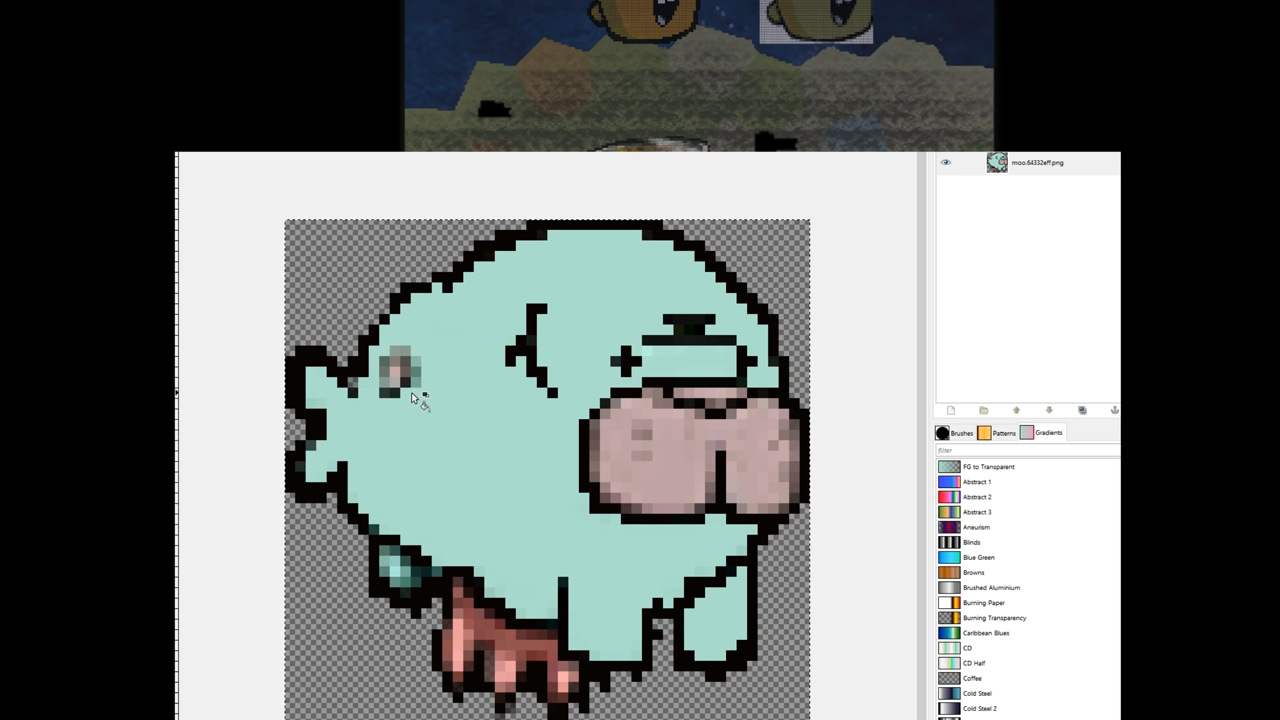 moo.64332eff.png
Brushes Patterns Gradients
filter
FG to Transparent
Abstract 1
Abstract 2
Abstract 3
Aneurism
Blinds
Blue Green
Browns
Brushed Aluminium
Burning Paper
Burning Transparency
Caribbean Blues
CD
CD Half
Coffee
Cold Steel
Cold Steel 2